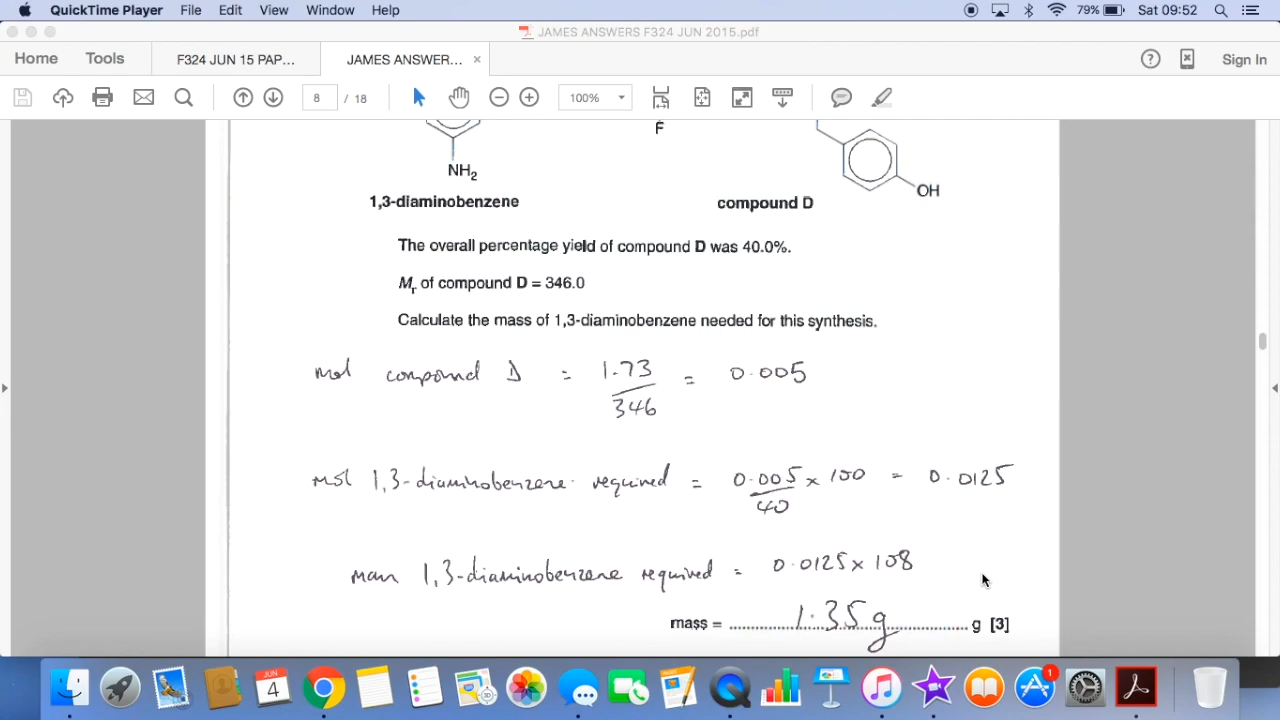 QuickTime Player File Edit View Window Help 79% Sat 09:52
JAMES ANSWERS F324 JUN 2015.pdf
Home Tools F324 JUN 15 PAP... JAMES ANSWER... × Sign In
8 / 18 100%
F
NH2
OH
1,3-diaminobenzene compound D
The overall percentage yield of compound D was 40.0%.
Mr of compound D = 346.0
Calculate the mass of 1,3-diaminobenzene needed for this synthesis.
mol compound D = 1.73 = 0.005
346
mol 1,3-diaminobenzene required = 0.005 × 100 = 0.0125
40
mass 1,3-diaminobenzene required = 0.0125 × 108
mass = 1.35g g [3]
JUN
4
1